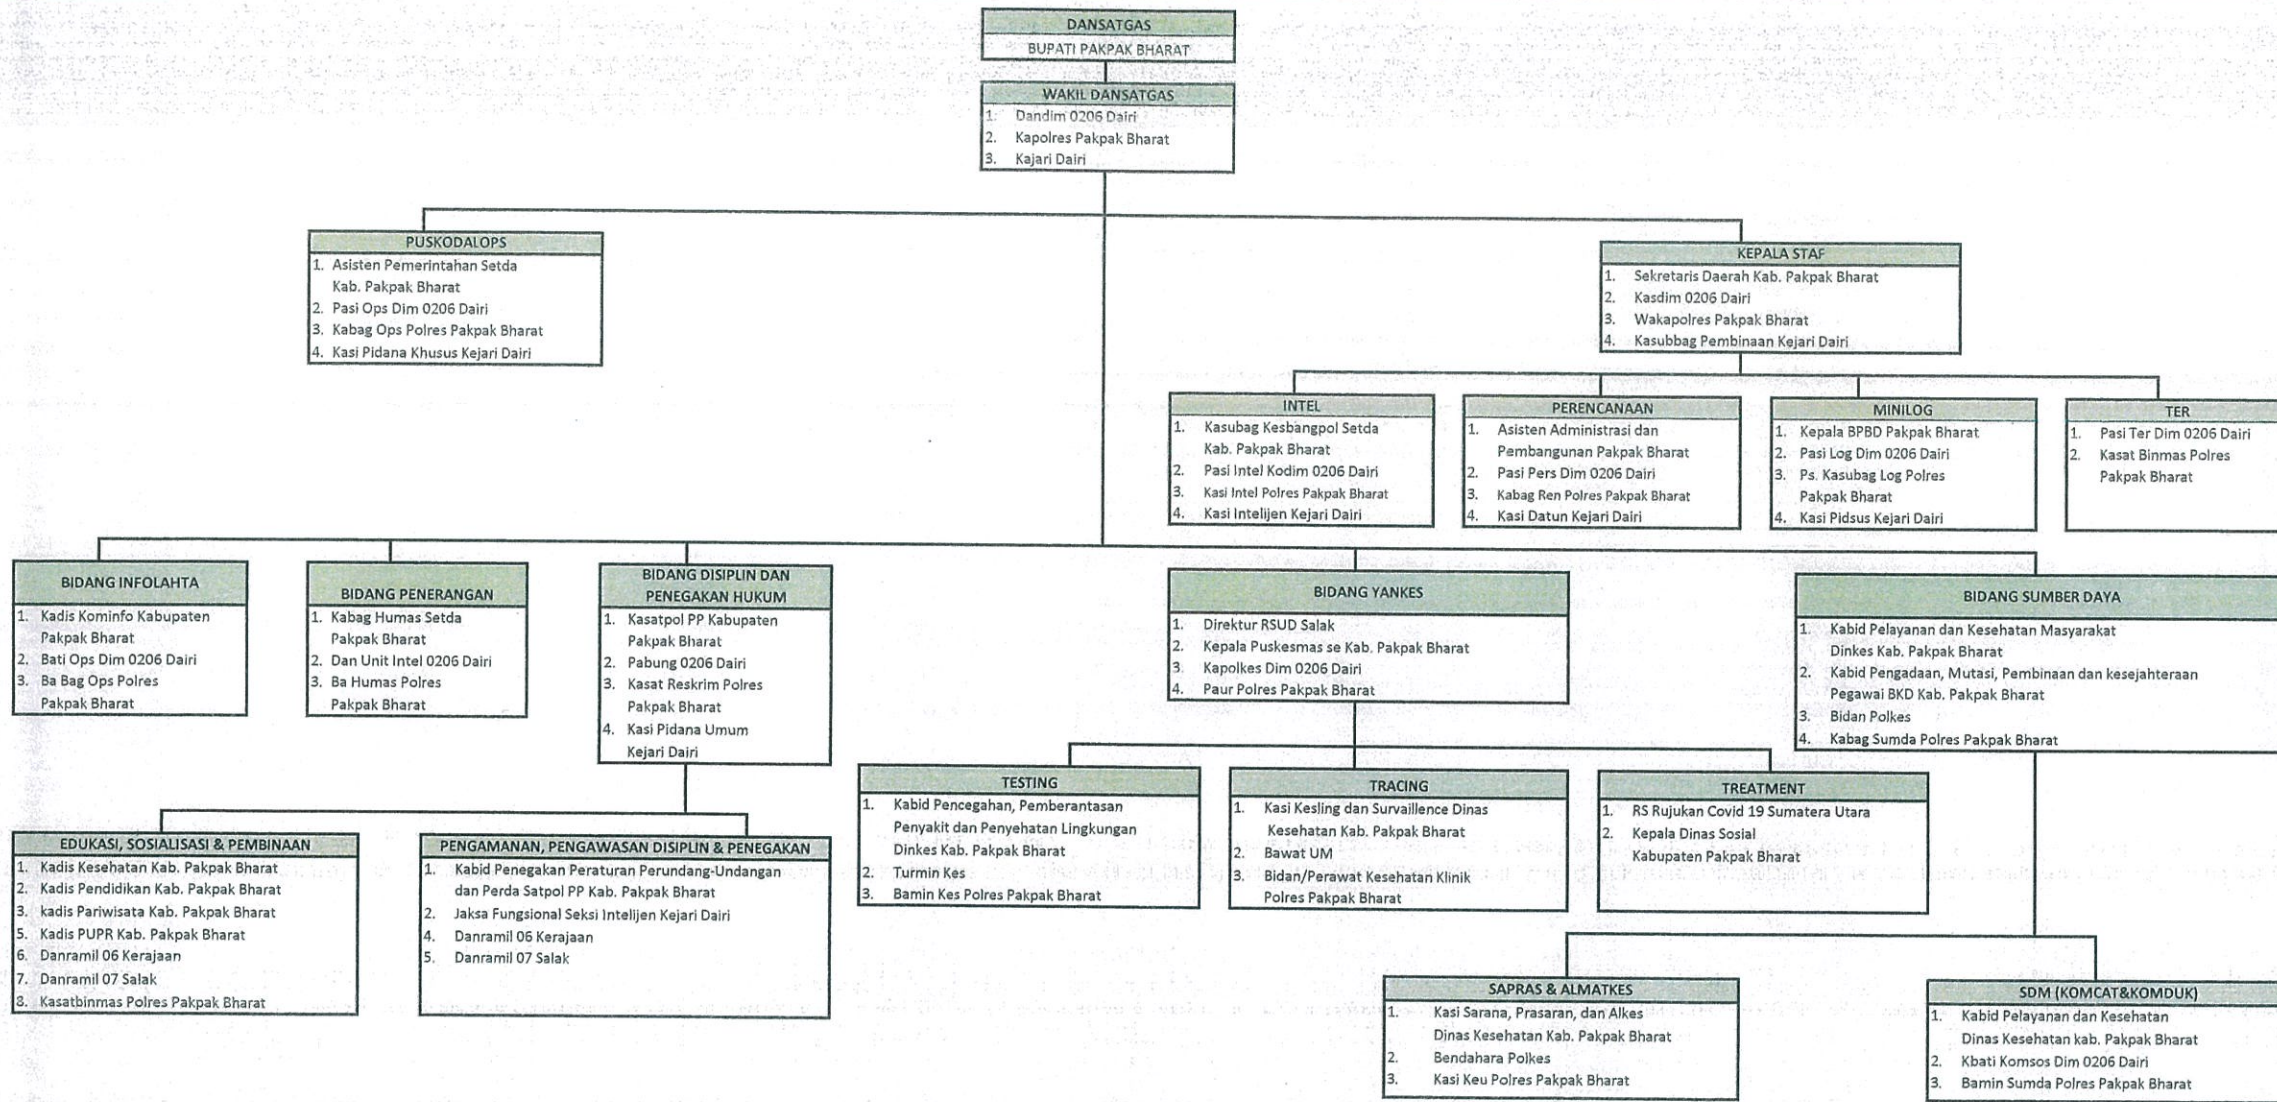 DANSATGAS
BUPATI PAKPAK BHARAT
WAKIL DANSATGAS
1. Dandim 0206 Dairi
2. Kapolres Pakpak Bharat
3. Kajari Dairi
PUSKODALOPS
1. Asisten Pemerintahan Setda
Kab. Pakpak Bharat
2. Pasi Ops Dim 0206 Dairi
3. Kabag Ops Polres Pakpak Bharat
4. Kasi Pidana Khusus Kejari Dairi
KEPALA STAF
1. Sekretaris Daerah Kab. Pakpak Bharat
2. Kasdim 0206 Dairi
3. Wakapolres Pakpak Bharat
4. Kasubbag Pembinaan Kejari Dairi
INTEL
1. Kasubag Kesbangpol Setda
Kab. Pakpak Bharat
2. Pasi Intel Kodim 0206 Dairi
3. Kasi Intel Polres Pakpak Bharat
4. Kasi Intelijen Kejari Dairi
PERENCANAAN
1. Asisten Administrasi dan
Pembangunan Pakpak Bharat
2. Pasi Pers Dim 0206 Dairi
3. Kabag Ren Polres Pakpak Bharat
4. Kasi Datun Kejari Dairi
MINILOG
1. Kepala BPBD Pakpak Bharat
2. Pasi Log Dim 0206 Dairi
3. Ps. Kasubag Log Polres
Pakpak Bharat
4. Kasi Pidsus Kejari Dairi
TER
1. Pasi Ter Dim 0206 Dairi
2. Kasat Binmas Polres
Pakpak Bharat
BIDANG INFOLAHTA
1. Kadis Kominfo Kabupaten
Pakpak Bharat
2. Bati Ops Dim 0206 Dairi
3. Ba Bag Ops Polres
Pakpak Bharat
BIDANG PENERANGAN
1. Kabag Humas Setda
Pakpak Bharat
2. Dan Unit Intel 0206 Dairi
3. Ba Humas Polres
Pakpak Bharat
BIDANG DISIPLIN DAN
PENEGAKAN HUKUM
1. Kasatpol PP Kabupaten
Pakpak Bharat
2. Pabung 0206 Dairi
3. Kasat Reskrim Polres
Pakpak Bharat
4. Kasi Pidana Umum
Kejari Dairi
BIDANG YANKES
1. Direktur RSUD Salak
2. Kepala Puskesmas se Kab. Pakpak Bharat
3. Kapolkes Dim 0206 Dairi
4. Paur Polres Pakpak Bharat
BIDANG SUMBER DAYA
1. Kabid Pelayanan dan Kesehatan Masyarakat
Dinkes Kab. Pakpak Bharat
2. Kabid Pengadaan, Mutasi, Pembinaan dan kesejahteraan
Pegawai BKD Kab. Pakpak Bharat
3. Bidan Polkes
4. Kabag Sumda Polres Pakpak Bharat
EDUKASI, SOSIALISASI & PEMBINAAN
1. Kadis Kesehatan Kab. Pakpak Bharat
2. Kadis Pendidikan Kab. Pakpak Bharat
3. kadis Pariwisata Kab. Pakpak Bharat
5. Kadis PUPR Kab. Pakpak Bharat
6. Danramil 06 Kerajaan
7. Danramil 07 Salak
8. Kasatbinmas Polres Pakpak Bharat
PENGAMANAN, PENGAWASAN DISIPLIN & PENEGAKAN
1. Kabid Penegakan Peraturan Perundang-Undangan
dan Perda Satpol PP Kab. Pakpak Bharat
2. Jaksa Fungsional Seksi Intelijen Kejari Dairi
4. Danramil 06 Kerajaan
5. Danramil 07 Salak
TESTING
1. Kabid Pencegahan, Pemberantasan
Penyakit dan Penyehatan Lingkungan
Dinkes Kab. Pakpak Bharat
2. Turmin Kes
3. Bamin Kes Polres Pakpak Bharat
TRACING
1. Kasi Kesling dan Survaillence Dinas
Kesehatan Kab. Pakpak Bharat
2. Bawat UM
3. Bidan/Perawat Kesehatan Klinik
Polres Pakpak Bharat
TREATMENT
1. RS Rujukan Covid 19 Sumatera Utara
2. Kepala Dinas Sosial
Kabupaten Pakpak Bharat
SAPRAS & ALMATKES
1. Kasi Sarana, Prasaran, dan Alkes
Dinas Kesehatan Kab. Pakpak Bharat
2. Bendahara Polkes
3. Kasi Keu Polres Pakpak Bharat
SDM (KOMCAT&KOMDUK)
1. Kabid Pelayanan dan Kesehatan
Dinas Kesehatan kab. Pakpak Bharat
2. Kbati Komsos Dim 0206 Dairi
3. Bamin Sumda Polres Pakpak Bharat